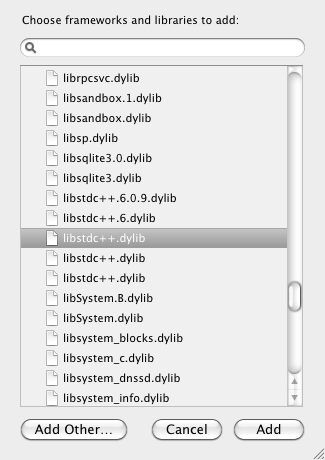 Choose frameworks and libraries to add:
librpcsvc.dylib
libsandbox.1.dylib
libsandbox.dylib
libsp.dylib
libsqlite3.0.dylib
libsqlite3.dylib
libstdc++.6.0.9.dylib
libstdc++.6.dylib
libstdc++.dylib
libstdc++.dylib
libstdc++.dylib
libSystem.B.dylib
libSystem.dylib
libsystem_blocks.dylib
libsystem_c.dylib
libsystem_dnssd.dylib
libsystem_info.dylib
Add Other... Cancel Add